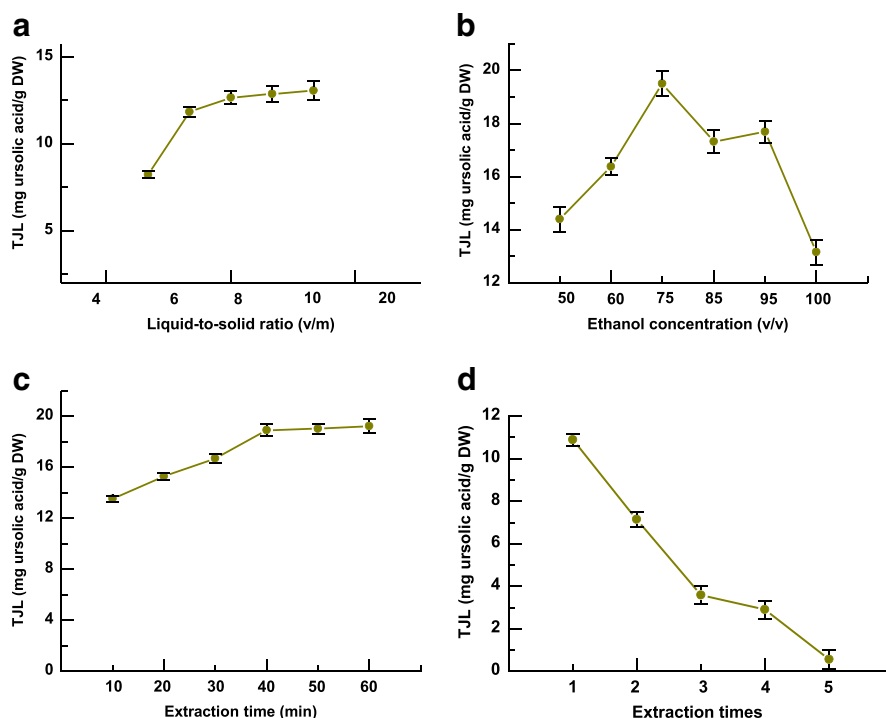 a
TJL (mg ursolic acid/g DW)
15
10
5
4 6 8 10 20
Liquid-to-solid ratio (v/m)
b
TJL (mg ursolic acid/g DW)
20
18
16
14
12
50 60 75 85 95 100
Ethanol concentration (v/v)
c
TJL (mg ursolic acid/g DW)
20
16
12
8
4
0
10 20 30 40 50 60
Extraction time (min)
d
TJL (mg ursolic acid/g DW)
12
10
8
6
4
2
0
1 2 3 4 5
Extraction times